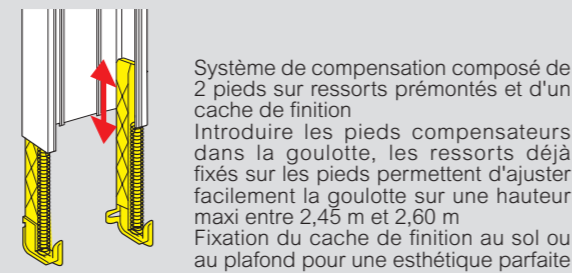 Système de compensation composé de
2 pieds sur ressorts prémontés et d'un
cache de finition
Introduire les pieds compensateurs
dans la goulotte, les ressorts déjà
fixés sur les pieds permettent d'ajuster
facilement la goulotte sur une hauteur
maxi entre 2,45 m et 2,60 m
Fixation du cache de finition au sol ou
au plafond pour une esthétique parfaite